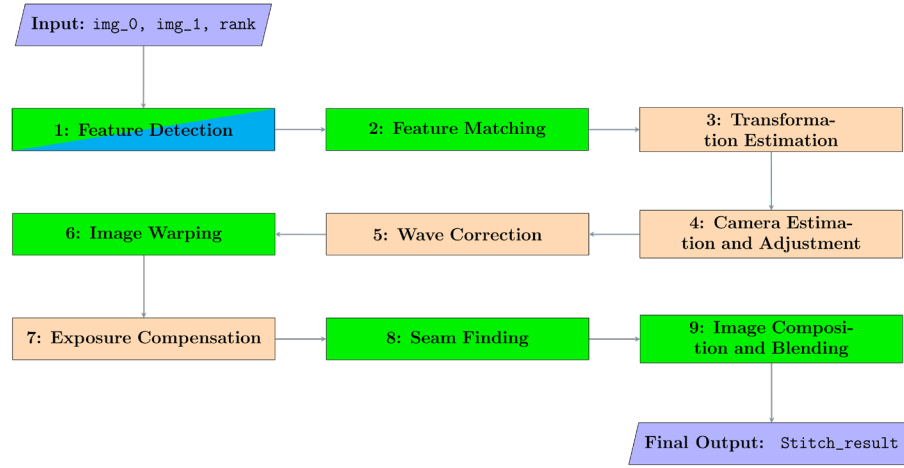 Input: img_0, img_1, rank
1: Feature Detection
2: Feature Matching
3: Transforma-
tion Estimation
4: Camera Estima-
tion and Adjustment
5: Wave Correction
6: Image Warping
7: Exposure Compensation
8: Seam Finding
9: Image Composi-
tion and Blending
Final Output: Stitch_result